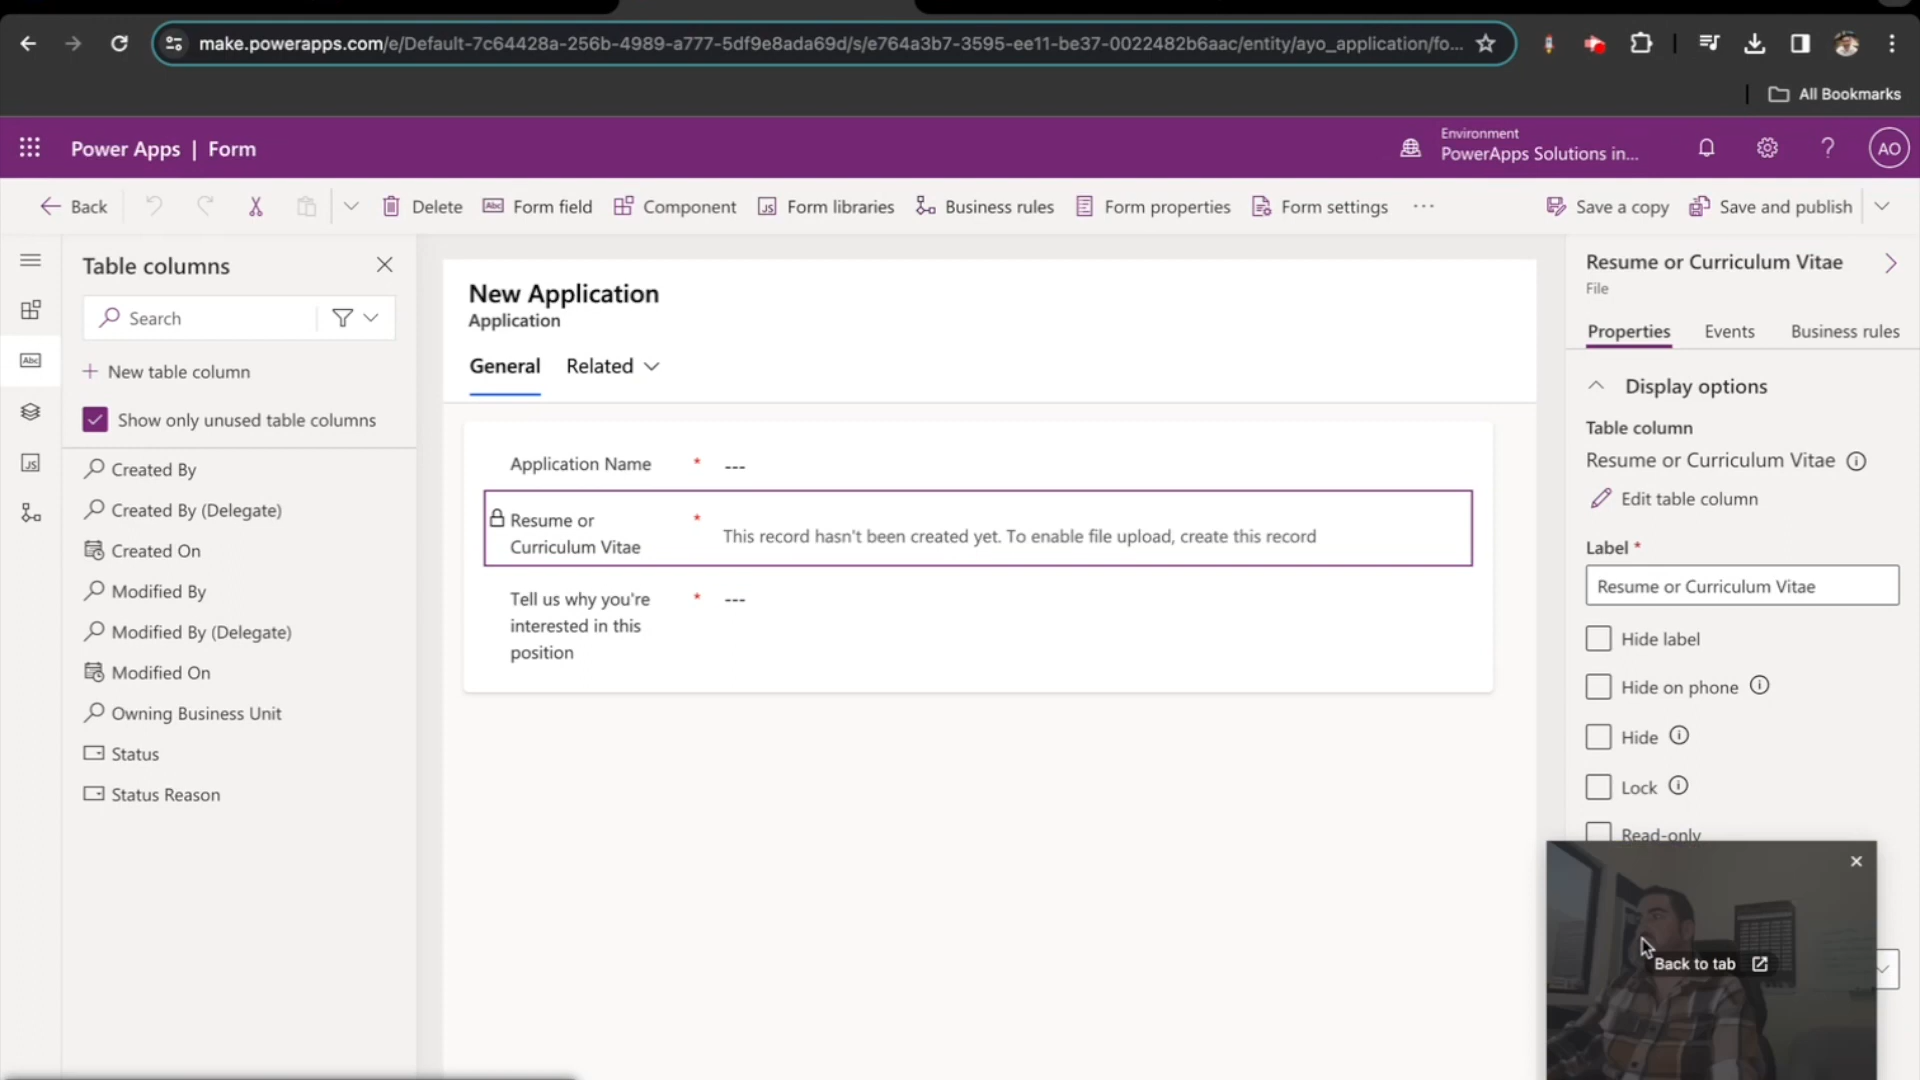 make.powerapps.com/e/Default-7c64428a-256b-4989-a777-5df9e8ada69d/s/e764a3b7-3595-ee11-be37-0022482b6aac/entity/ayo_application/fo...
All Bookmarks
Power Apps | Form
Environment
PowerApps Solutions in...
AO
Back
Delete
Abc Form field
Component
JS Form libraries
Business rules
Form properties
Form settings
...
Save a copy
Save and publish
Table columns
Search
New table column
Show only unused table columns
Abc
JS
Created By
Created By (Delegate)
Created On
Modified By
Modified By (Delegate)
Modified On
Owning Business Unit
Status
Status Reason
New Application
Application
General
Related
Application Name * ---
Resume or
Curriculum Vitae
* This record hasn't been created yet. To enable file upload, create this record
Tell us why you're
interested in this
position
* ---
Resume or Curriculum Vitae
File
Properties
Events
Business rules
Display options
Table column
Resume or Curriculum Vitae
Edit table column
Label *
Resume or Curriculum Vitae
Hide label
Hide on phone
Hide
Lock
Read-only
Back to tab